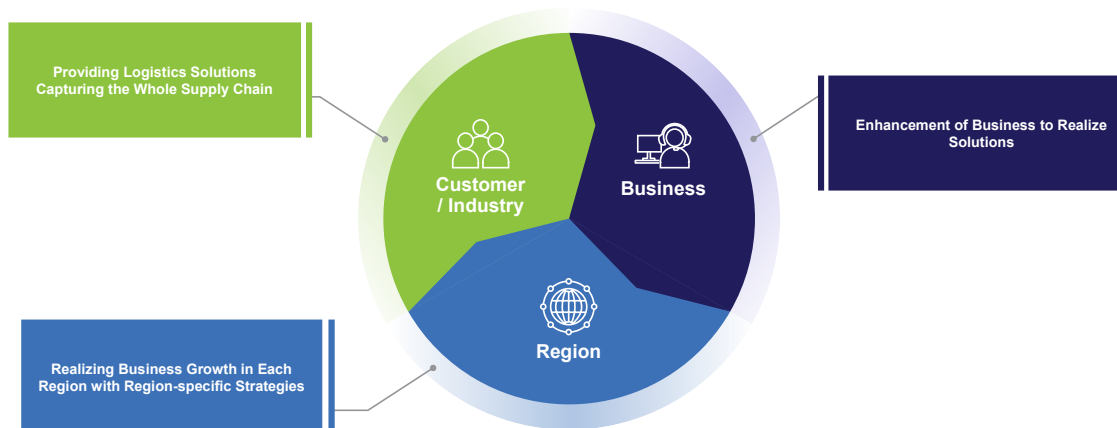 Providing Logistics Solutions
Capturing the Whole Supply Chain
Customer
/ Industry
Business
Enhancement of Business to Realize
Solutions
Region
Realizing Business Growth in Each
Region with Region-specific Strategies